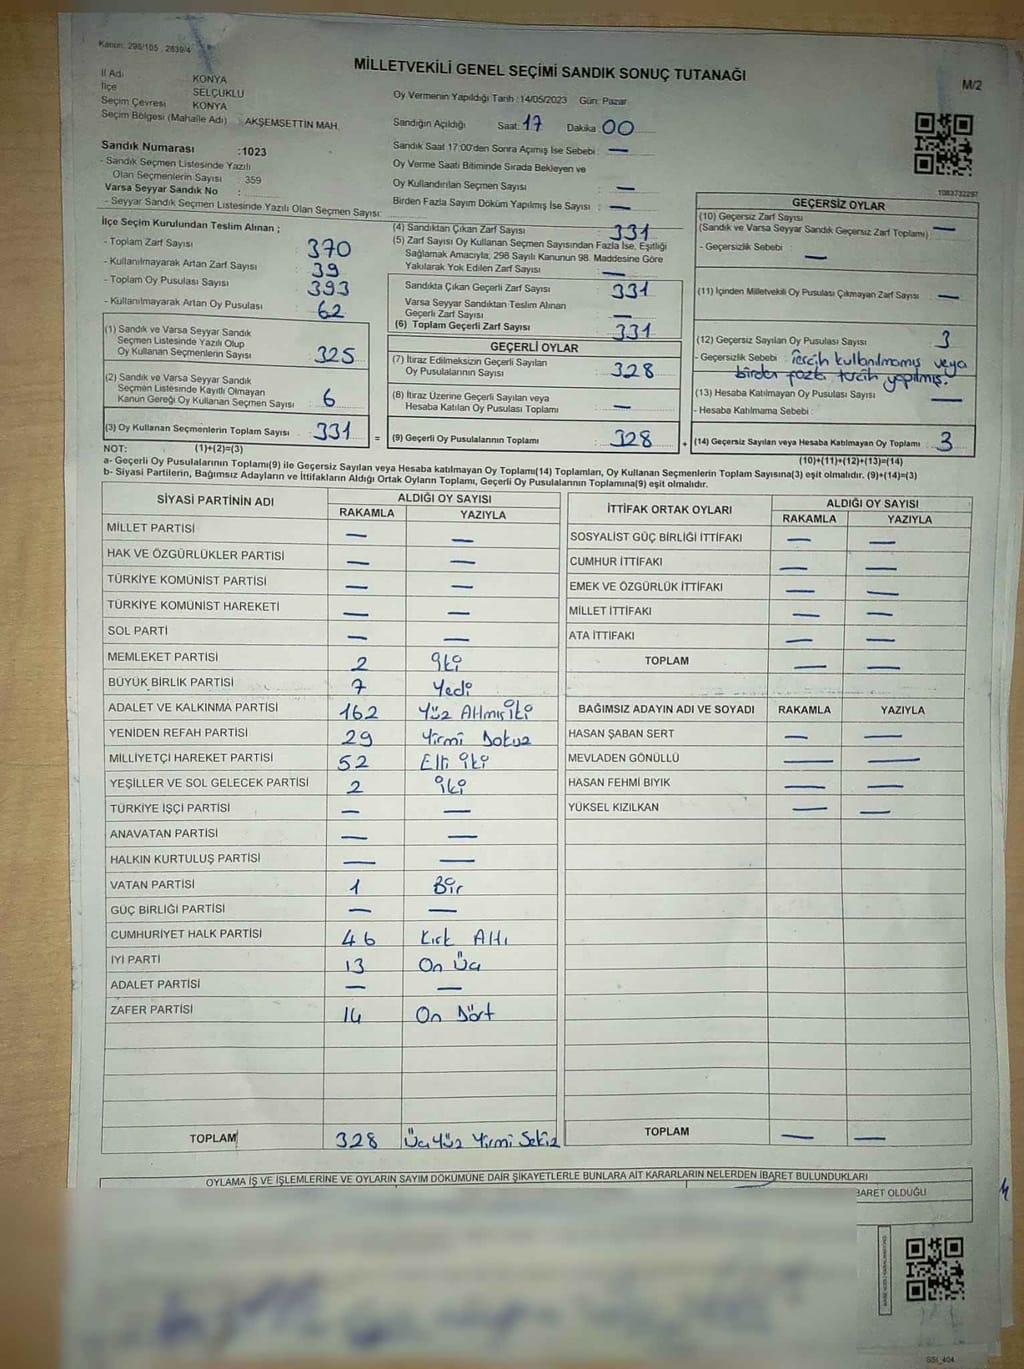 Kanun: 298/105 , 2839/4
MİLLETVEKİLİ GENEL SEÇİMİ SANDIK SONUÇ TUTANAĞI
M/2
İl Adı KONYA
İlçe SELÇUKLU
Seçim Çevresi KONYA
Seçim Bölgesi (Mahalle Adı) : AKŞEMSETTİN MAH.
Sandık Numarası :1023
- Sandık Seçmen Listesinde Yazılı
Olan Seçmenlerin Sayısı : 359
Varsa Seyyar Sandık No :
- Seyyar Sandık Seçmen Listesinde Yazılı Olan Seçmen Sayısı:
Oy Vermenin Yapıldığı Tarih :14/05/2023 Gün: Pazar
Sandığın Açıldığı Saat: 17 Dakika: 00
Sandık Saat 17:00'den Sonra Açımış İse Sebebi : —
Oy Verme Saati Bitiminde Sırada Bekleyen ve
Oy Kullandırılan Seçmen Sayısı : —
Birden Fazla Sayım Döküm Yapılmış İse Sayısı : —
1083732297
İlçe Seçim Kurulundan Teslim Alınan ;
- Toplam Zarf Sayısı : 370
- Kullanılmayarak Artan Zarf Sayısı : 39
- Toplam Oy Pusulası Sayısı : 393
- Kullanılmayarak Artan Oy Pusulası : 62
(1) Sandık ve Varsa Seyyar Sandık
Seçmen Listesinde Yazılı Olup
Oy Kullanan Seçmenlerin Sayısı : 325
(2) Sandık ve Varsa Seyyar Sandık
Seçmen Listesinde Kayıtlı Olmayan
Kanun Gereği Oy Kullanan Seçmen Sayısı : 6
(3) Oy Kullanan Seçmenlerin Toplam Sayısı : 331
(4) Sandıktan Çıkan Zarf Sayısı : 331
(5) Zarf Sayısı Oy Kullanan Seçmen Sayısından Fazla İse, Eşitliği
Sağlamak Amacıyla, 298 Sayılı Kanunun 98. Maddesine Göre
Yakılarak Yok Edilen Zarf Sayısı : —
Sandıkta Çıkan Geçerli Zarf Sayısı : 331
Varsa Seyyar Sandıktan Teslim Alınan
Geçerli Zarf Sayısı : —
(6) Toplam Geçerli Zarf Sayısı : 331
GEÇERLİ OYLAR
(7) İtiraz Edilmeksizin Geçerli Sayılan
Oy Pusulalarının Sayısı : 328
(8) İtiraz Üzerine Geçerli Sayılan veya
Hesaba Katılan Oy Pusulası Toplamı : —
= (9) Geçerli Oy Pusulalarının Toplamı : 328
GEÇERSİZ OYLAR
(10) Geçersiz Zarf Sayısı
(Sandık ve Varsa Seyyar Sandık Geçersiz Zarf Toplamı) : —
- Geçersizlik Sebebi : —
(11) İçinden Milletvekili Oy Pusulası Çıkmayan Zarf Sayısı : —
(12) Geçersiz Sayılan Oy Pusulası Sayısı : 3
- Geçersizlik Sebebi : Tercih kullanılmamış veya
birden fazla tercih yapılmış.
(13) Hesaba Katılmayan Oy Pusulası Sayısı : —
- Hesaba Katılmama Sebebi :
+ (14) Geçersiz Sayılan veya Hesaba Katılmayan Oy Toplamı : 3
NOT: (1)+(2)=(3)
(10)+(11)+(12)+(13)=(14)
a- Geçerli Oy Pusulalarının Toplamı(9) ile Geçersiz Sayılan veya Hesaba katılmayan Oy Toplamı(14) Toplamları, Oy Kullanan Seçmenlerin Toplam Sayısına(3) eşit olmalıdır. (9)+(14)=(3)
b- Siyasi Partilerin, Bağımsız Adayların ve İttifakların Aldığı Ortak Oyların Toplamı, Geçerli Oy Pusulalarının Toplamına(9) eşit olmalıdır.
SİYASİ PARTİNİN ADI ALDIĞI OY SAYISI
RAKAMLA YAZIYLA
MİLLET PARTİSİ — —
HAK VE ÖZGÜRLÜKLER PARTİSİ — —
TÜRKİYE KOMÜNİST PARTİSİ — —
TÜRKİYE KOMÜNİST HAREKETİ — —
SOL PARTİ — —
MEMLEKET PARTİSİ 2 İki
BÜYÜK BİRLİK PARTİSİ 7 Yedi
ADALET VE KALKINMA PARTİSİ 162 Yüz Altmış iki
YENİDEN REFAH PARTİSİ 29 Yirmi Dokuz
MİLLİYETÇİ HAREKET PARTİSİ 52 Elli iki
YEŞİLLER VE SOL GELECEK PARTİSİ 2 iki
TÜRKİYE İŞÇİ PARTİSİ — —
ANAVATAN PARTİSİ — —
HALKIN KURTULUŞ PARTİSİ — —
VATAN PARTİSİ 1 Bir
GÜÇ BİRLİĞİ PARTİSİ — —
CUMHURİYET HALK PARTİSİ 46 Kırk Altı
İYİ PARTİ 13 On Üç
ADALET PARTİSİ — —
ZAFER PARTİSİ 14 On Dört
TOPLAM 328 Üç Yüz Yirmi Sekiz
İTTİFAK ORTAK OYLARI ALDIĞI OY SAYISI
RAKAMLA YAZIYLA
SOSYALİST GÜÇ BİRLİĞİ İTTİFAKI — —
CUMHUR İTTİFAKI — —
EMEK VE ÖZGÜRLÜK İTTİFAKI — —
MİLLET İTTİFAKI — —
ATA İTTİFAKI — —
TOPLAM — —
BAĞIMSIZ ADAYIN ADI VE SOYADI RAKAMLA YAZIYLA
HASAN ŞABAN SERT — —
MEVLADEN GÖNÜLLÜ — —
HASAN FEHMİ BIYIK — —
YÜKSEL KIZILKAN — —
TOPLAM — —
OYLAMA İŞ VE İŞLEMLERİNE VE OYLARIN SAYIM DÖKÜMÜNE DAİR ŞİKAYETLERLE BUNLARA AİT KARARLARIN NELERDEN İBARET BULUNDUKLARI
BARET OLDUĞU
SSI_404